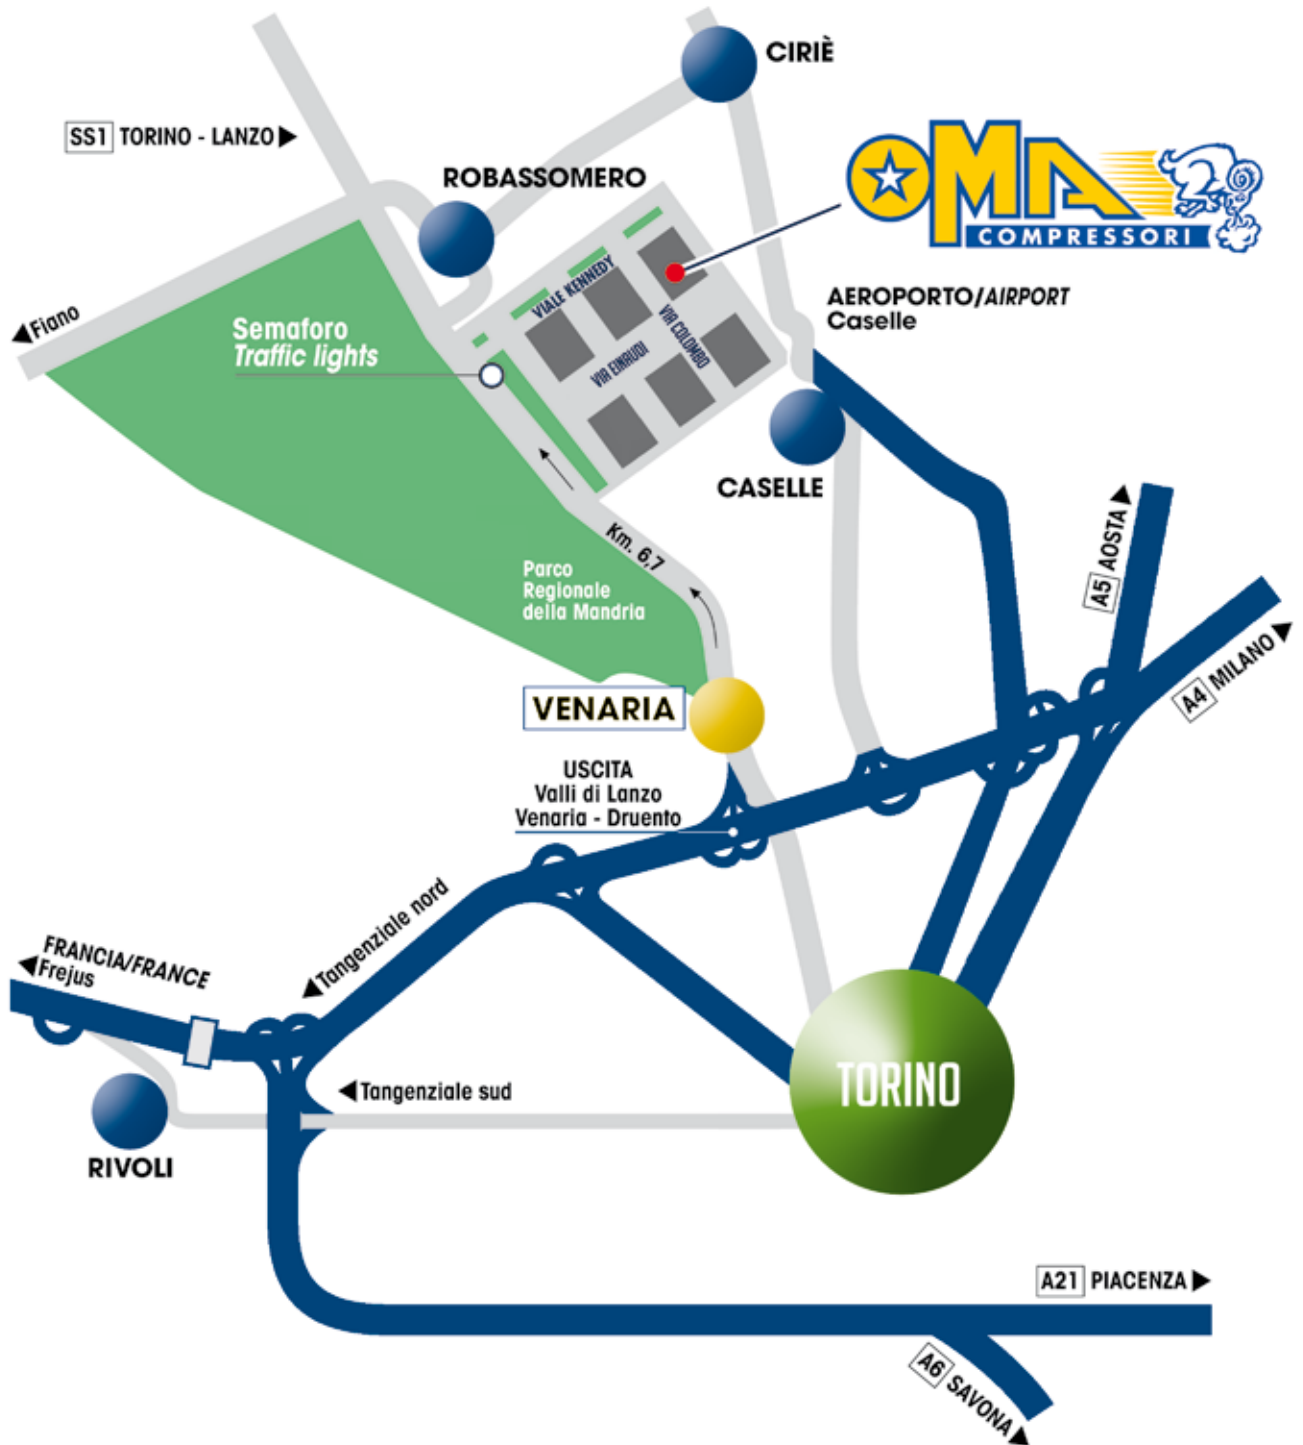 CIRIÈ
SS1 TORINO - LANZO
OMA
COMPRESSORI
ROBASSOMERO
VIALE KENNEDY
VIA COLOMBO
VIA EINAUDI
AEROPORTO/AIRPORT
Caselle
Fiano
Semaforo
Traffic lights
CASELLE
Km. 6,7
A5 AOSTA
Parco
Regionale
della Mandria
A4 MILANO
VENARIA
USCITA
Valli di Lanzo
Venaria - Druento
Tangenziale nord
FRANCIA/FRANCE
Frejus
TORINO
Tangenziale sud
RIVOLI
A21 PIACENZA
A6 SAVONA